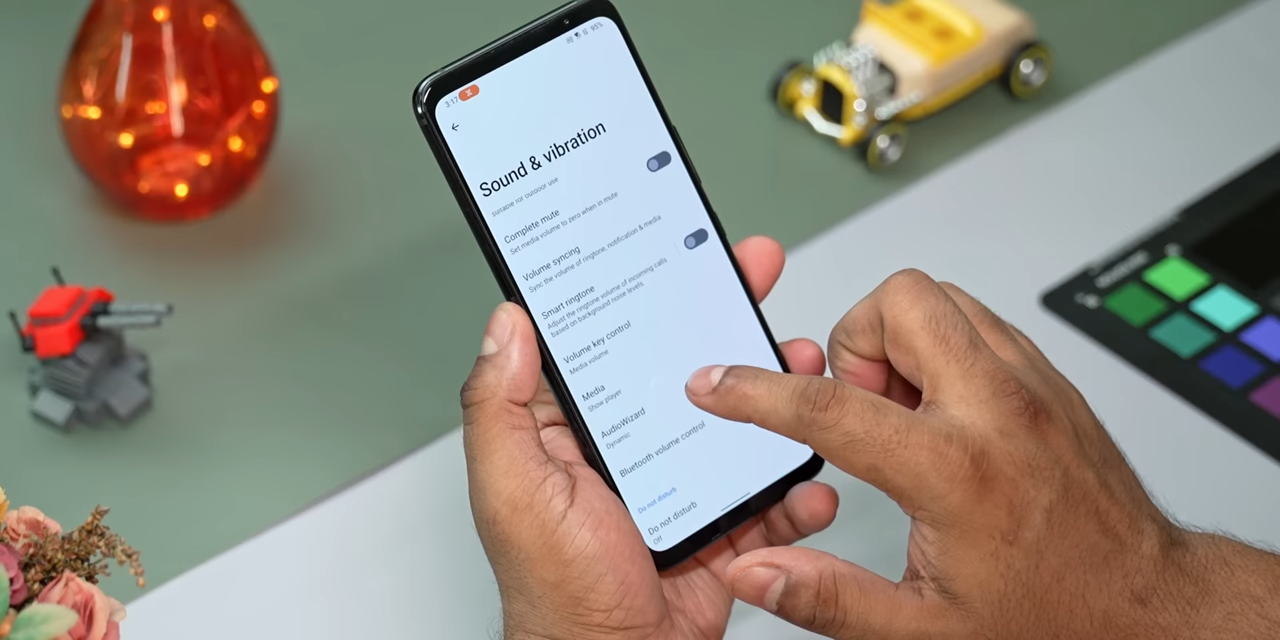 3:17
95%
Sound & vibration
suitable for outdoor use
Complete mute
Set media volume to zero when in mute
Volume syncing
Sync the volume of ringtone, notification & media
Smart ringtone
Adjust the ringtone volume of incoming calls
based on background noise levels
Volume key control
Media volume
Media
Show player
AudioWizard
Dynamic
Bluetooth volume control
Do not disturb
Do not disturb
Off